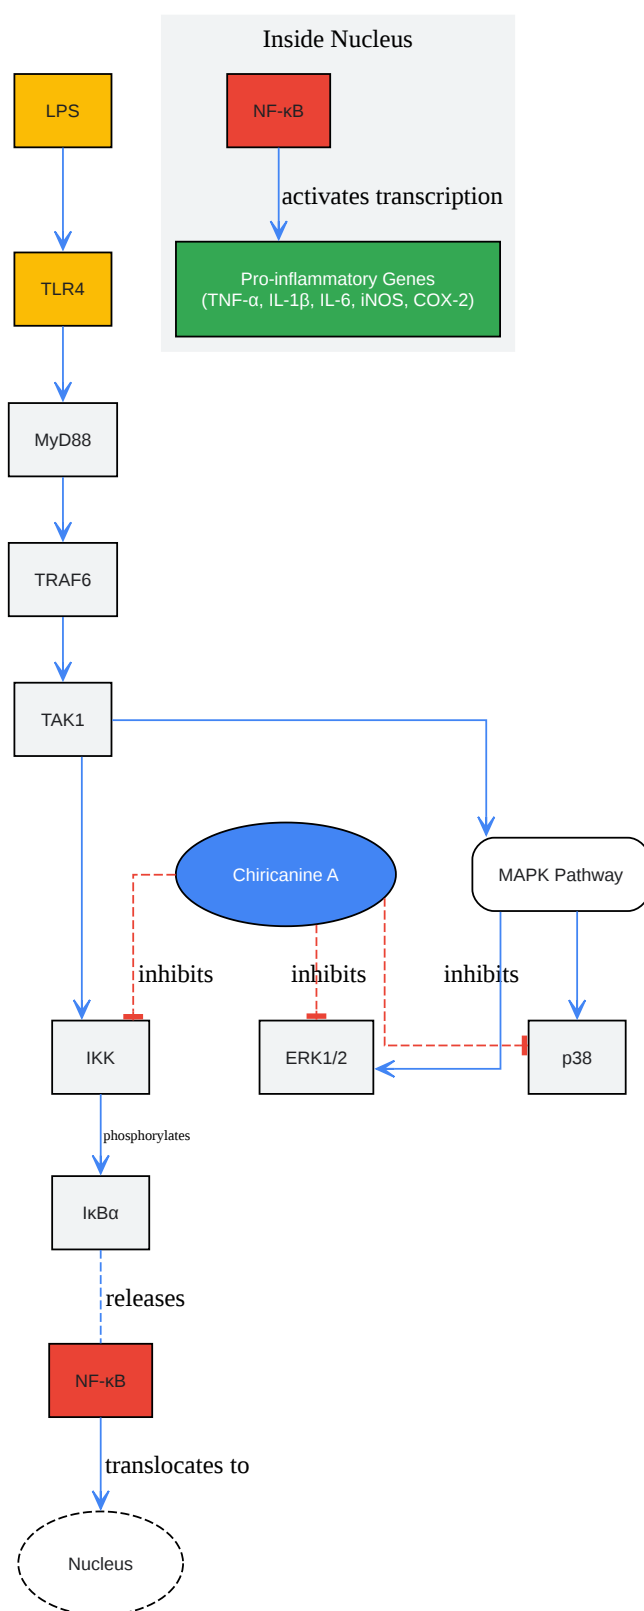 Inside Nucleus
LPS
NF-κB
activates transcription
TLR4
Pro-inflammatory Genes
(TNF-α, IL-1β, IL-6, iNOS, COX-2)
MyD88
TRAF6
TAK1
Chiricanine A
MAPK Pathway
inhibits
inhibits
inhibits
IKK
ERK1/2
p38
phosphorylates
IκBα
releases
NF-κB
translocates to
Nucleus